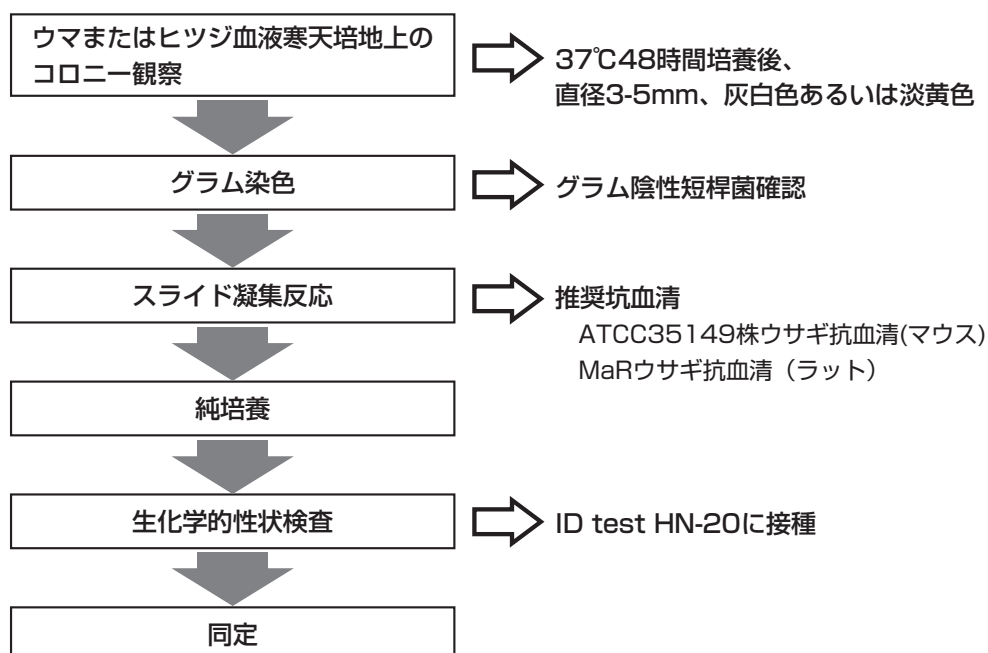 ウマまたはヒツジ血液寒天培地上の
コロニー観察
37℃48時間培養後、
直径3-5mm、灰白色あるいは淡黄色
グラム染色
グラム陰性短桿菌確認
スライド凝集反応
推奨坑血清
ATCC35149株ウサギ抗血清(マウス)
MaRウサギ抗血清（ラット）
純培養
生化学的性状検査
ID test HN-20に接種
同定